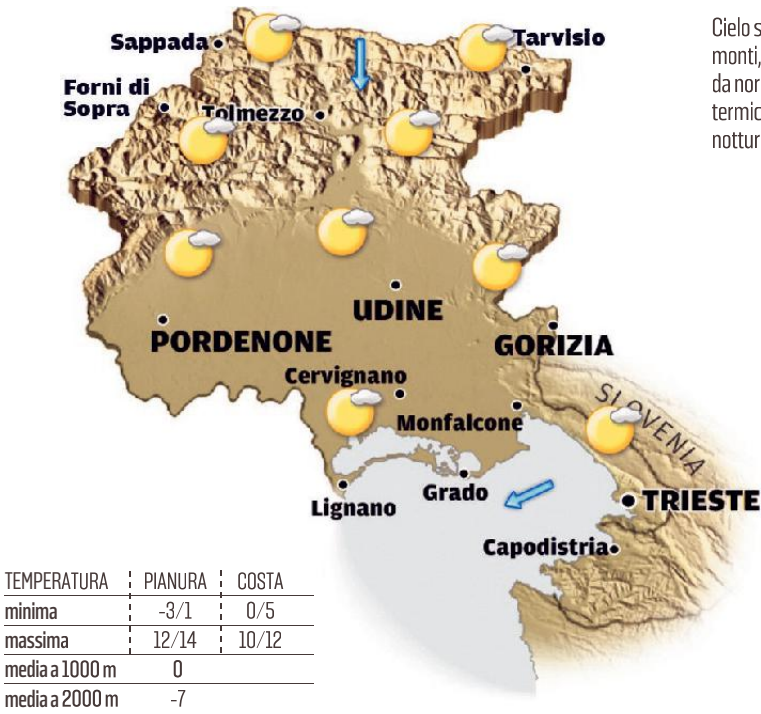 Cielo s
monti,
da nor
termic
nottur
Sappada
Tarvisio
Forni di
Sopra
Tolmezzo
UDINE
PORDENONE
GORIZIA
Cervignano
SLOVENIA
Monfalcone
Grado
Lignano
TRIESTE
Capodistria
TEMPERATURA PIANURA COSTA
minima -3/1 0/5
massima 12/14 10/12
media a 1000 m 0
media a 2000 m -7